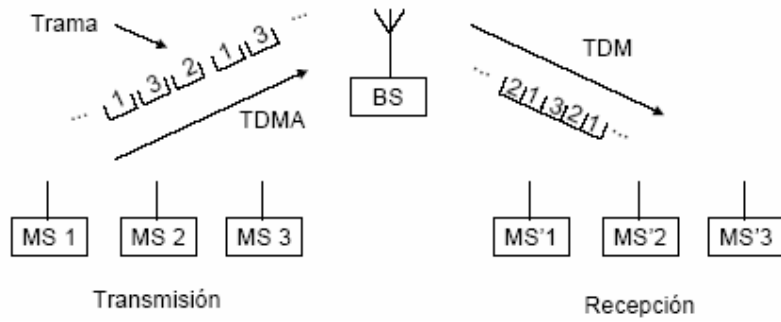 Trama
... 1 3 2 1 3 ...
TDMA
BS
TDM
... 2 1 3 2 1 ...
MS 1
MS 2
MS 3
MS'1
MS'2
MS'3
Transmisión
Recepción